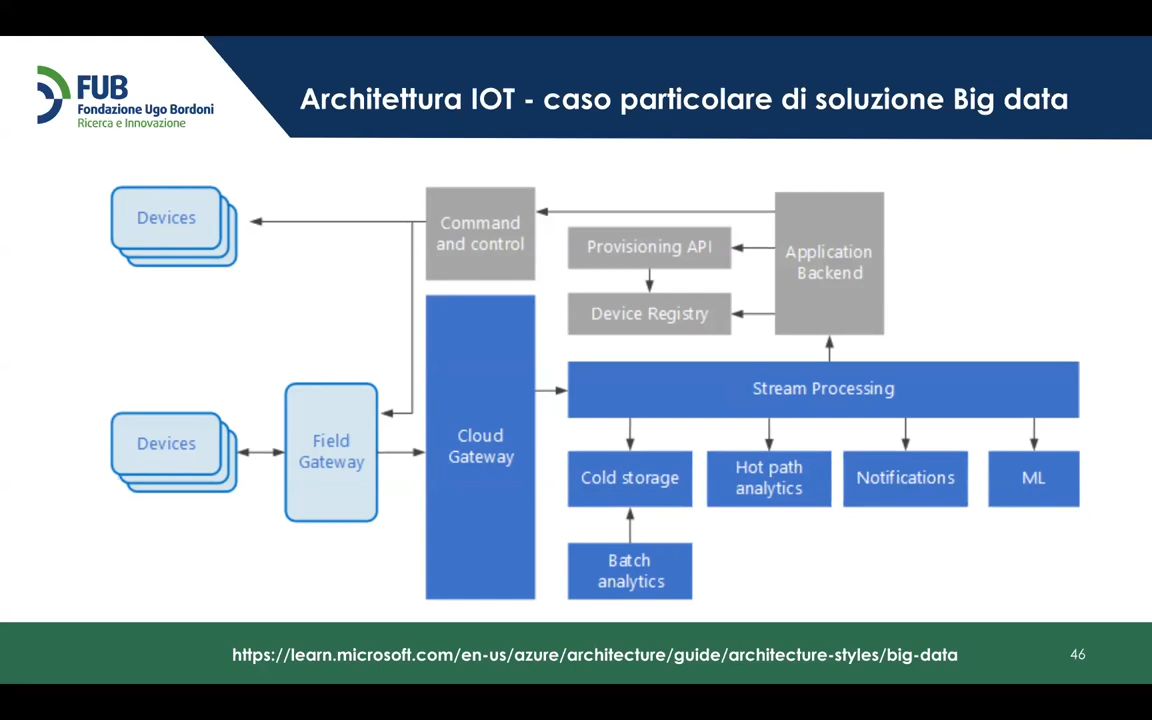 FUB
Fondazione Ugo Bordoni
Ricerca e Innovazione
Architettura IOT - caso particolare di soluzione Big data
Devices
Command
and control
Provisioning API
Application
Backend
Device Registry
Stream Processing
Devices
Field
Gateway
Cloud
Gateway
Cold storage
Hot path
analytics
Notifications
ML
Batch
analytics
https://learn.microsoft.com/en-us/azure/architecture/guide/architecture-styles/big-data
46